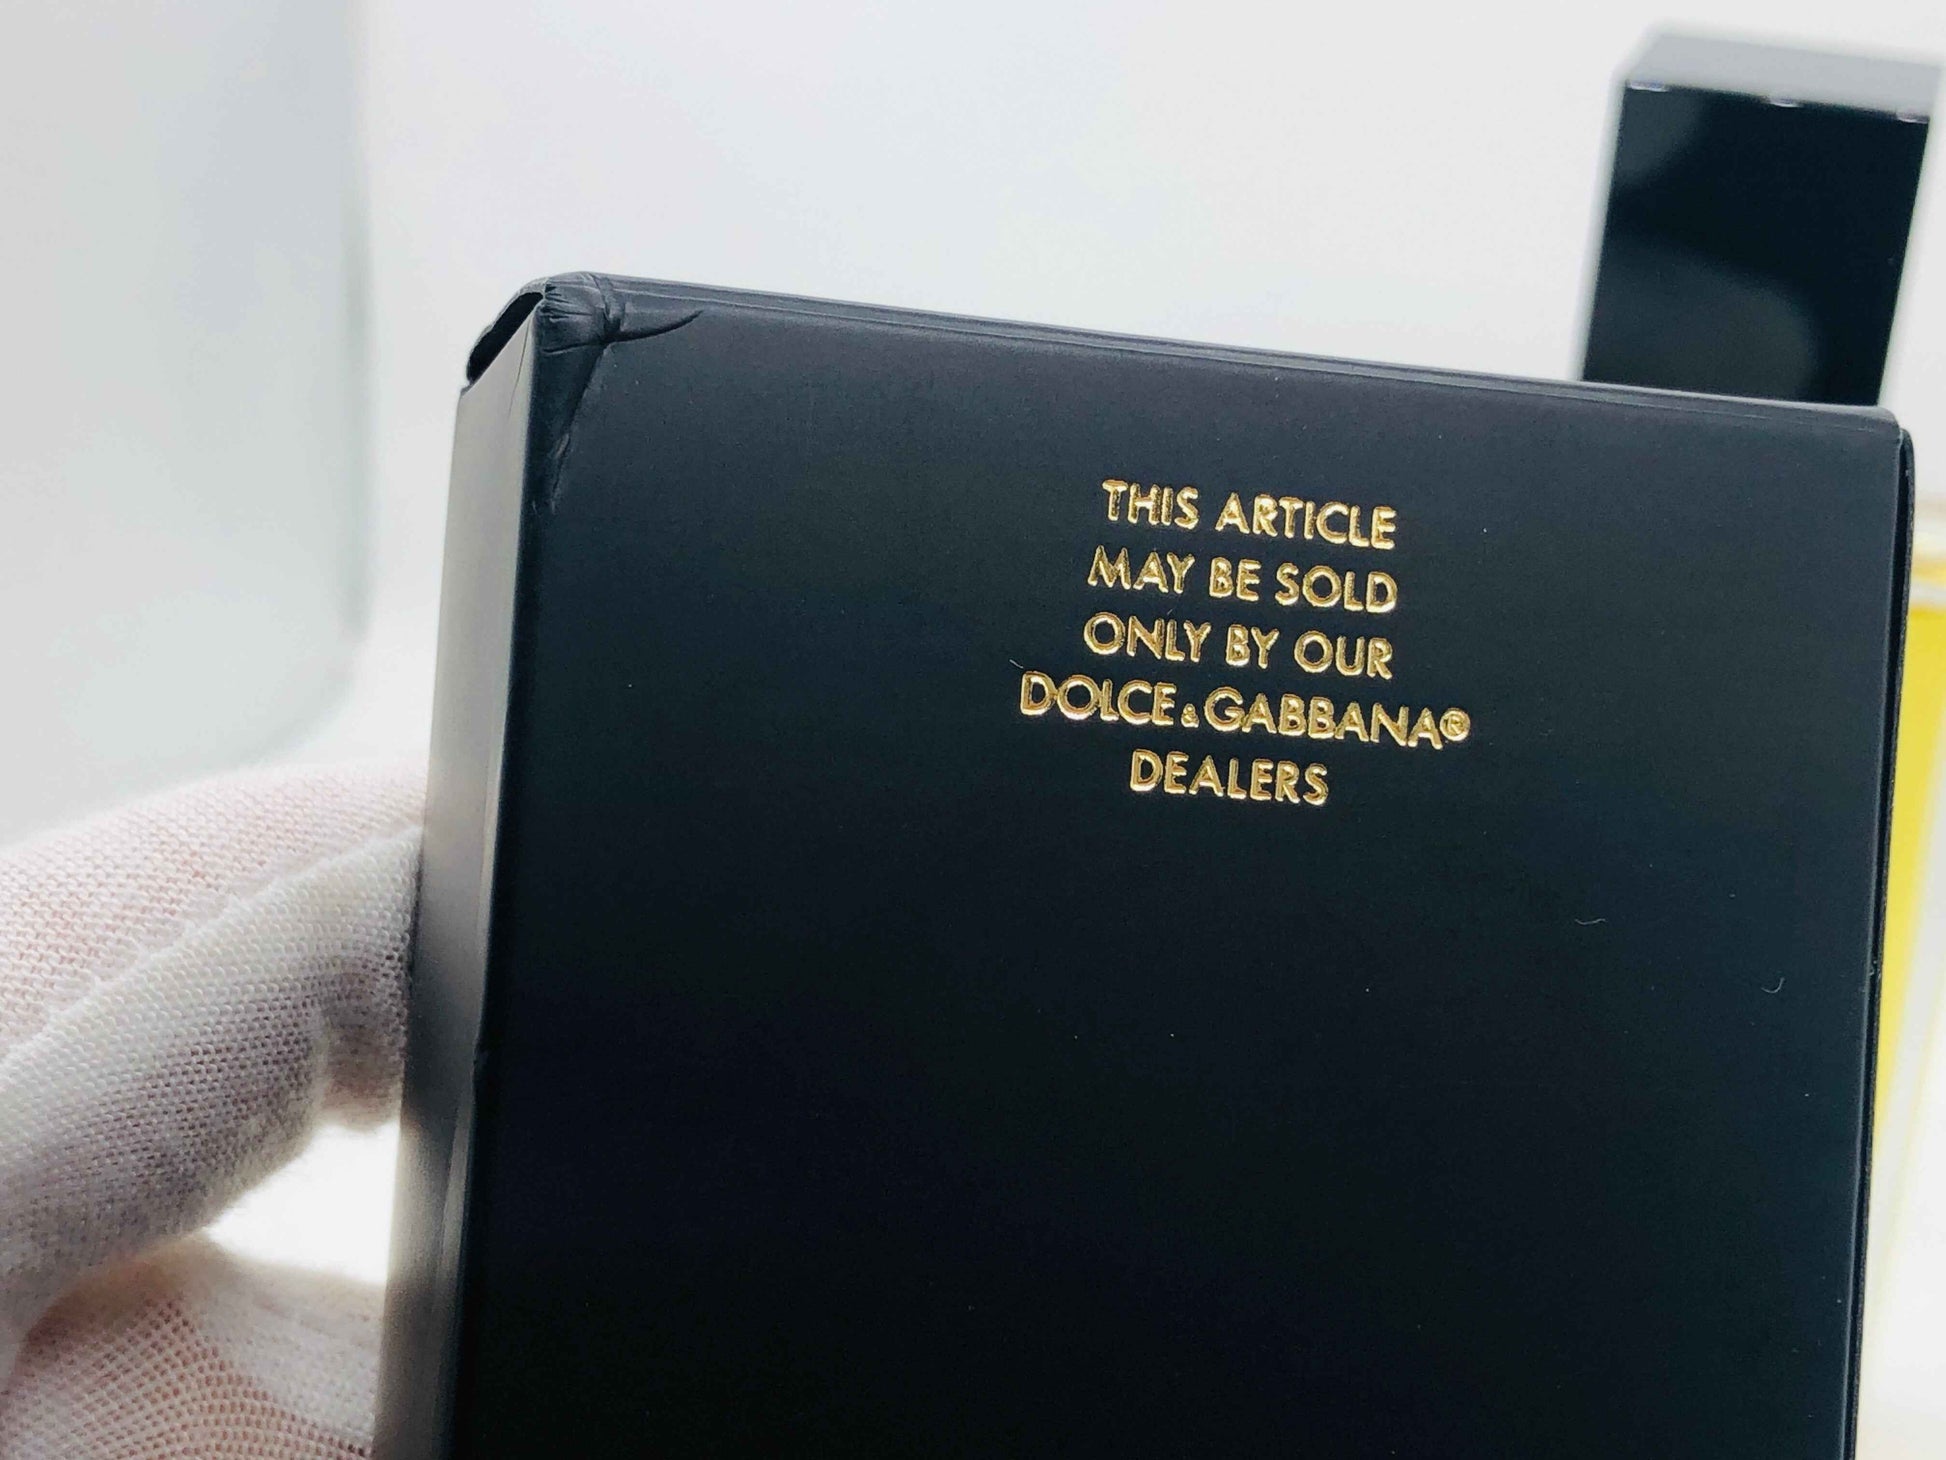 THIS ARTICLE
MAY BE SOLD
ONLY BY OUR
DOLCE&GABBANA®
DEALERS